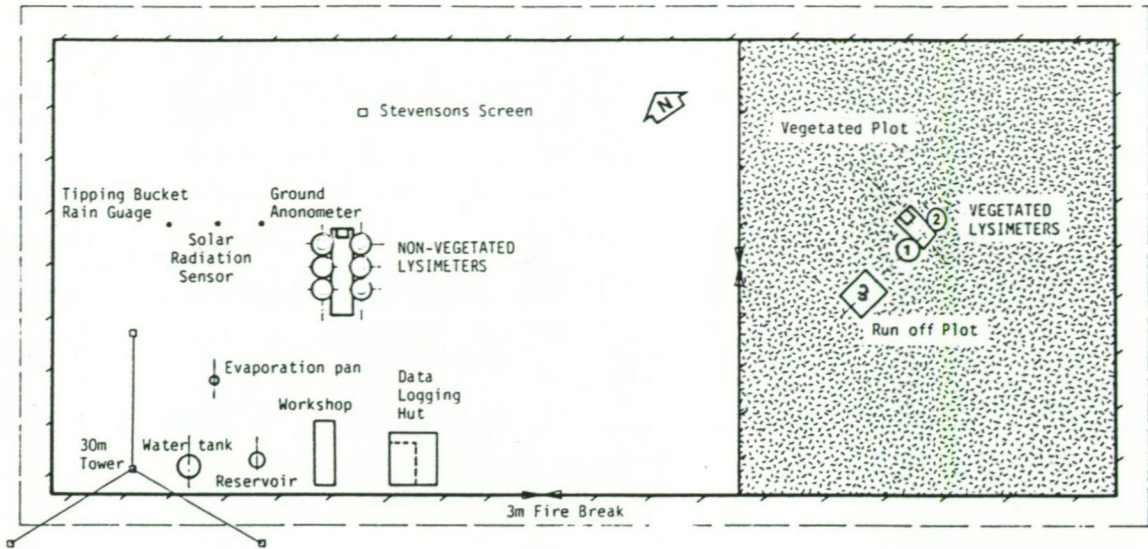 Stevensons Screen
N
Vegetated Plot
Tipping Bucket
Rain Guage
Solar
Radiation
Sensor
Ground
Anonometer
NON-VEGETATED
LYSIMETERS
VEGETATED
LYSIMETERS
2
1
3
Run off Plot
Evaporation pan
Workshop
Data
Logging
Hut
30m
Tower
Water tank
Reservoir
3m Fire Break